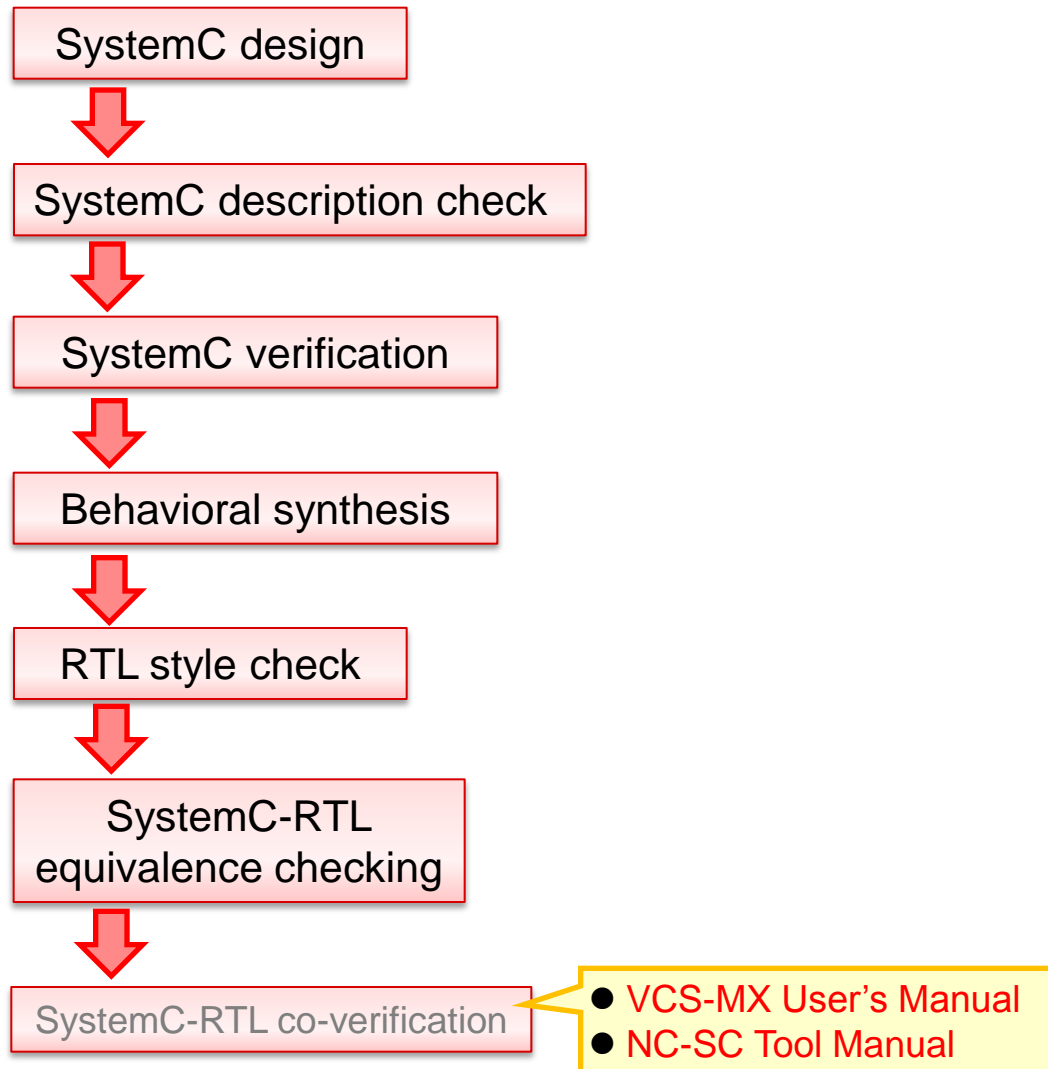 SystemC design
SystemC description check
SystemC verification
Behavioral synthesis
RTL style check
SystemC-RTL
equivalence checking
SystemC-RTL co-verification
● VCS-MX User's Manual
● NC-SC Tool Manual